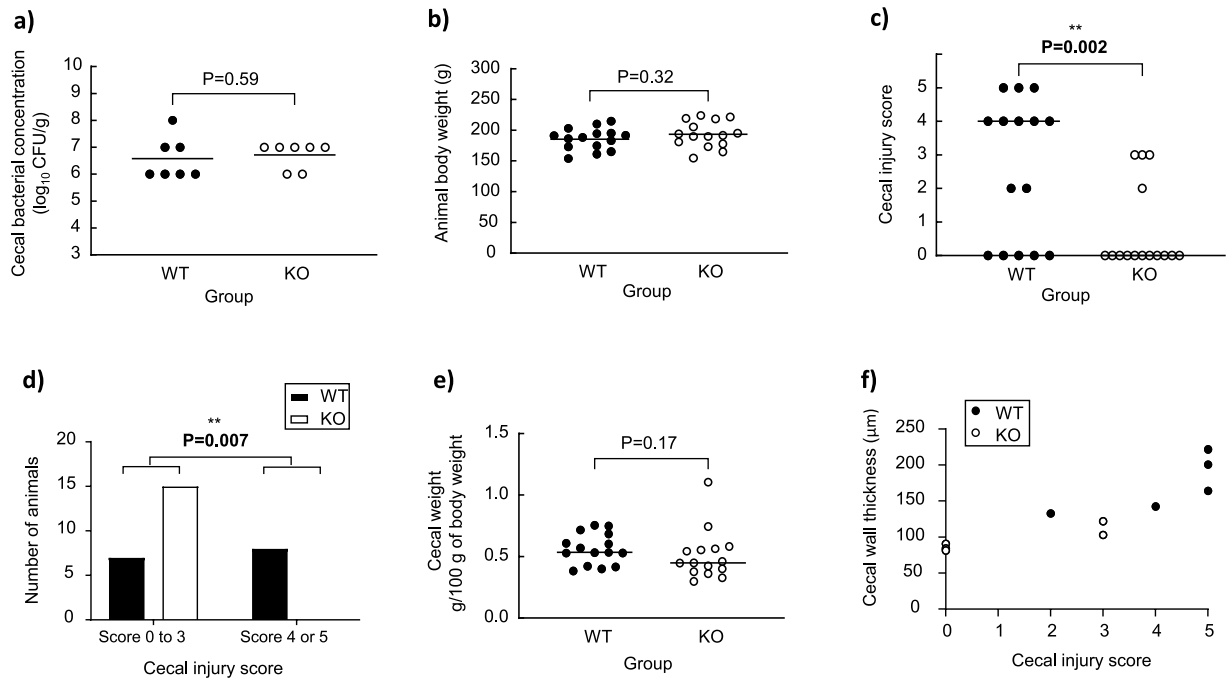 a)
Cecal bacterial concentration
(log10 CFU/g)
10
9
8
7
6
5
4
3
P=0.59
WT
KO
Group
b)
Animal body weight (g)
300
250
200
150
100
50
0
P=0.32
WT
KO
Group
c)
Cecal injury score
5
4
3
2
1
0
**
P=0.002
WT
KO
Group
d)
WT
KO
Number of animals
20
15
10
5
0
**
P=0.007
Score 0 to 3
Score 4 or 5
Cecal injury score
e)
Cecal weight
g/100 g of body weight
1.5
1.0
0.5
0.0
P=0.17
WT
KO
Group
f)
WT
KO
Cecal wall thickness (µm)
250
200
150
100
50
0
0
1
2
3
4
5
Cecal injury score